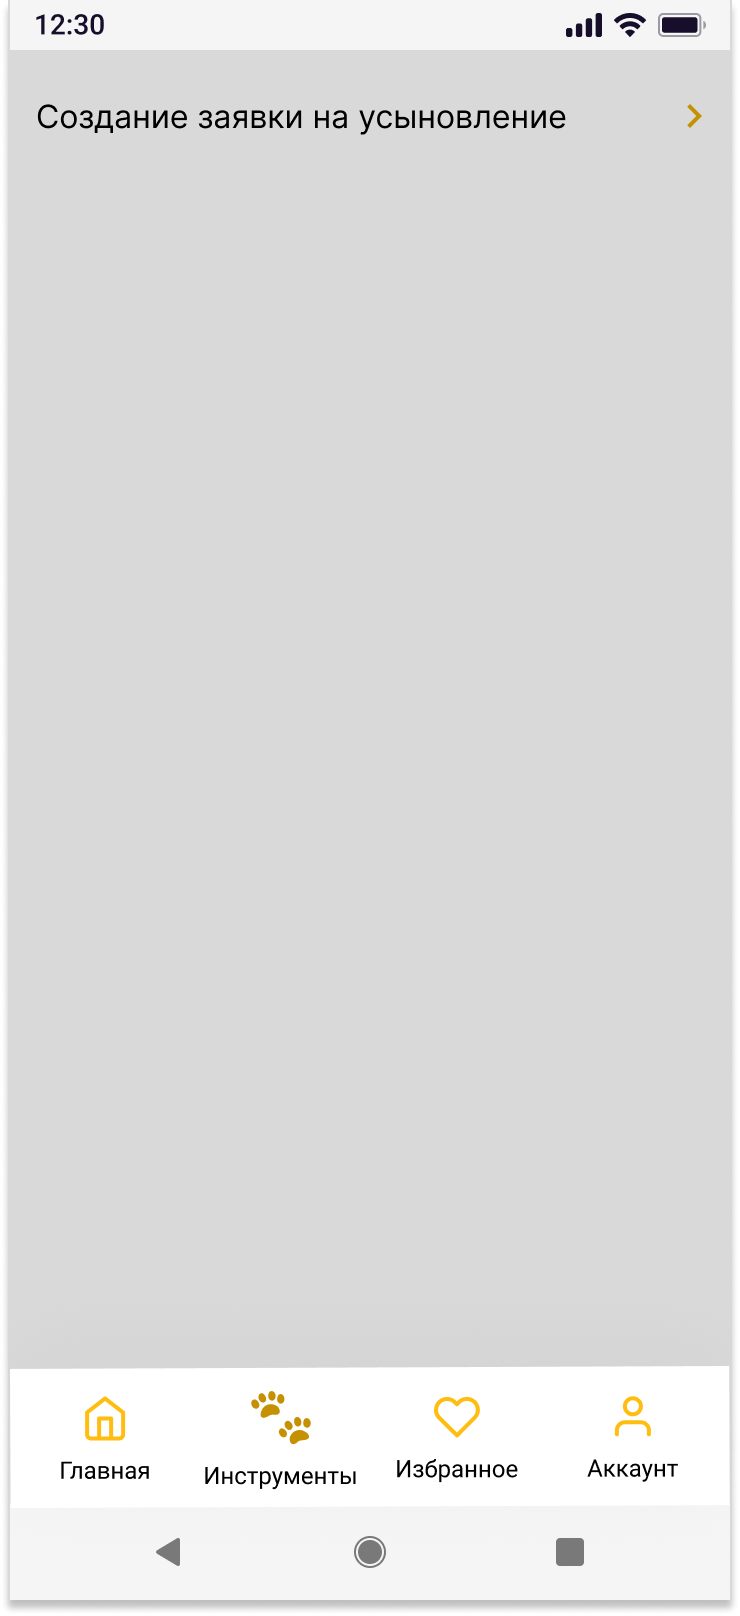 12:30
Создание заявки на усыновление
Главная
Инструменты
Избранное
Аккаунт